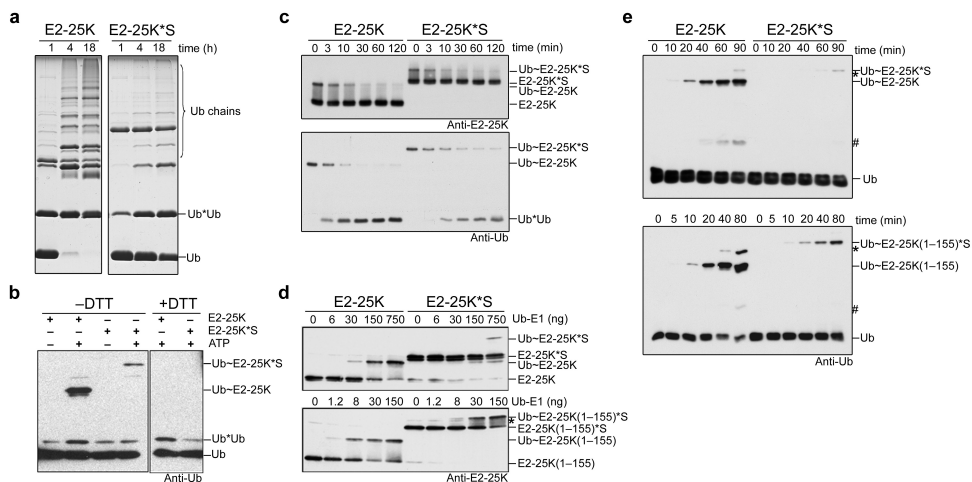 a
E2-25K E2-25K*S
1 4 18 1 4 18 time (h)
Ub chains
Ub*Ub
Ub
b
–DTT +DTT
+ + – – + – E2-25K
– – + + – + E2-25K*S
– + – + + + ATP
Ub~E2-25K*S
Ub~E2-25K
Ub*Ub
Ub
Anti-Ub
c
E2-25K E2-25K*S
0 3 10 30 60 120 0 3 10 30 60 120 time (min)
Ub~E2-25K*S
E2-25K*S
Ub~E2-25K
E2-25K
Anti-E2-25K
Ub~E2-25K*S
Ub~E2-25K
Ub*Ub
Anti-Ub
d
E2-25K E2-25K*S
0 6 30 150 750 0 6 30 150 750 Ub-E1 (ng)
Ub~E2-25K*S
E2-25K*S
Ub~E2-25K
E2-25K
0 1.2 8 30 150 0 1.2 8 30 150 Ub-E1 (ng)
Ub~E2-25K(1–155)*S
*
E2-25K(1–155)*S
Ub~E2-25K(1–155)
E2-25K(1–155)
Anti-E2-25K
e
E2-25K E2-25K*S
0 10 20 40 60 90 0 10 20 40 60 90 time (min)
Ub~E2-25K*S
*
Ub~E2-25K
#
Ub
0 5 10 20 40 80 0 5 10 20 40 80 time (min)
Ub~E2-25K(1–155)*S
*
Ub~E2-25K(1–155)
#
Ub
Anti-Ub